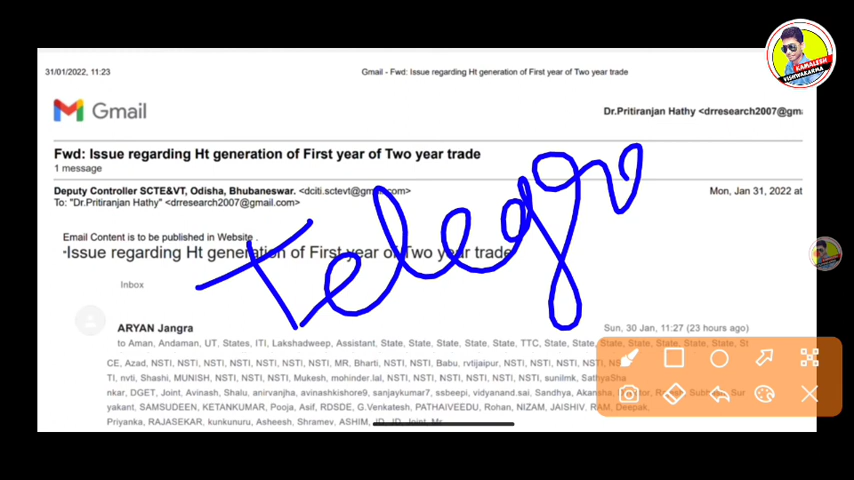 31/01/2022, 11:23
Gmail - Fwd: Issue regarding Ht generation of First year of Two year trade
KAMALESH
VISHWAKARMA
Gmail
Dr.Pritiranjan Hathy <drrresearch2007@gm
Fwd: Issue regarding Ht generation of First year of Two year trade
1 message
Deputy Controller SCTE&VT, Odisha, Bhubaneswar. <dciti.sctevt@gmail.com>
Mon, Jan 31, 2022 at
To: "Dr.Pritiranjan Hathy" <drresearch2007@gmail.com>
Telegra
Email Content is to be published in Website .
-Issue regarding Ht generation of First year of Two year trade
Inbox
ARYAN Jangra
Sun, 30 Jan, 11:27 (23 hours ago)
to Aman, Andaman, UT, States, ITI, Lakshadweep, Assistant, State, State, State, State, State, TTC, State, State, State, State, State, State, State, St
CE, Azad, NSTI, NSTI, NSTI, NSTI, NSTI, NSTI, MR, Bharti, NSTI, NSTI, Babu, rvtijaipur, NSTI, NSTI, NSTI, NSTI, NS
TI, nvti, Shashi, MUNISH, NSTI, NSTI, NSTI, Mukesh, mohinder.lal, NSTI, NSTI, NSTI, NSTI, NSTI, sunilmk, SathyaSha
nkar, DGET, Joint, Avinash, Shalu, anirvanjha, avinashkishore9, sanjaykumar7, ssbeepi, vidyanand.sai, Sandhya, Akansha, Sur
yakant, SAMSUDEEN, KETANKUMAR, Pooja, Asif, RDSDE, G.Venkatesh, PATHAIVEEDU, Rohan, NIZAM, JAISHIV, RAM, Deepak,
Priyanka, RAJASEKAR, kunkunuru, Asheesh, Shramev, ASHIM, JD, JD, Joint, Mr